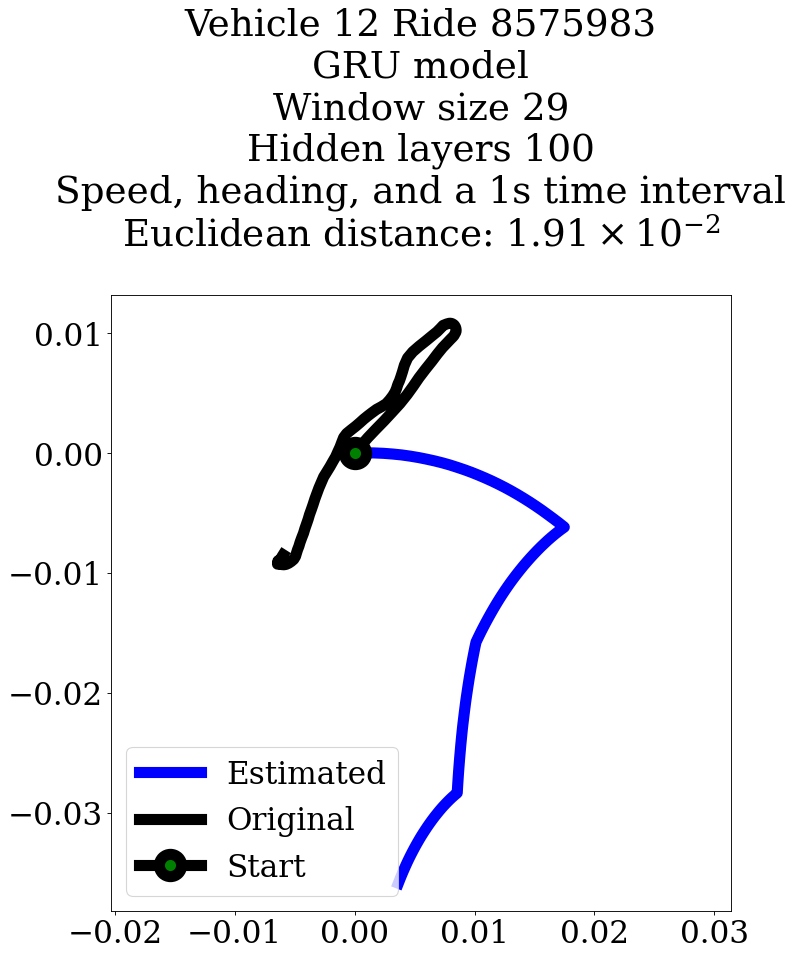 Vehicle 12 Ride 8575983
GRU model
Window size 29
Hidden layers 100
Speed, heading, and a 1s time interval
Euclidean distance: 1.91 × 10⁻²
0.01
0.00
−0.01
−0.02
−0.03
Estimated
Original
Start
−0.02 −0.01 0.00 0.01 0.02 0.03